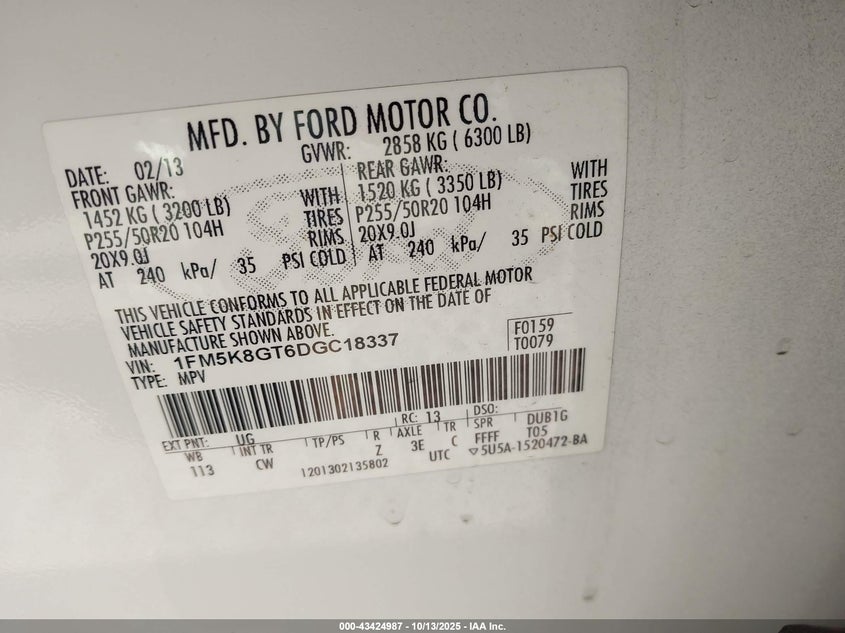 MFD. BY FORD MOTOR CO.
DATE: 02/13 GVWR: 2858 KG ( 6300 LB)
FRONT GAWR: REAR GAWR:
1452 KG ( 3200 LB) WITH 1520 KG ( 3350 LB) WITH
P255/50R20 104H TIRES P255/50R20 104H TIRES
20X9.0J RIMS 20X9.0J RIMS
AT 240 kPa/ 35 PSI COLD AT 240 kPa/ 35 PSI COLD
THIS VEHICLE CONFORMS TO ALL APPLICABLE FEDERAL MOTOR
VEHICLE SAFETY STANDARDS IN EFFECT ON THE DATE OF
MANUFACTURE SHOWN ABOVE.
VIN: 1FM5K8GT6DGC18337 F0159
TYPE: MPV T0079
EXT PNT: UG RC: 13 DSO:
WB INT TR TP/PS R AXLE TR SPR DUB1G
113 CW Z 3E C FFFF T05
1201302135802 UTC ▽5U5A-1520472-BA
000-43424987 - 10/13/2025 - IAA Inc.